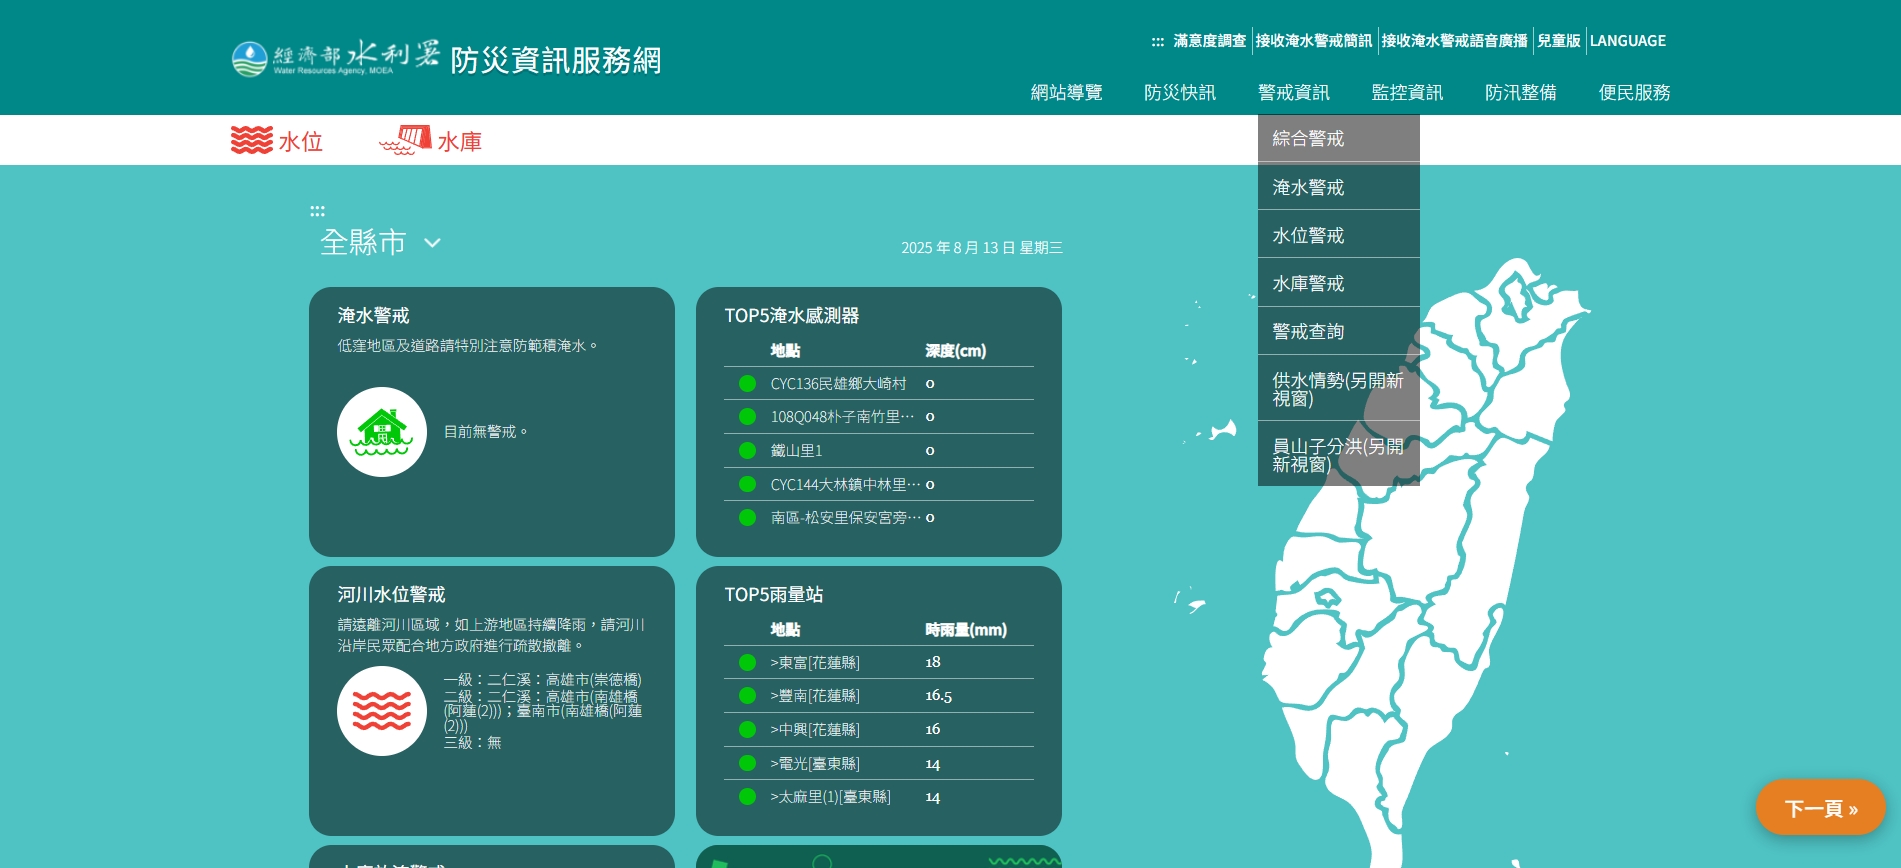 經濟部水利署
Water Resources Agency, MOEA
防災資訊服務網
::: 滿意度調查 接收淹水警戒簡訊 接收淹水警戒語音廣播 兒童版 LANGUAGE
網站導覽 防災快訊 警戒資訊 監控資訊 防汛整備 便民服務
水位 水庫
綜合警戒
淹水警戒
水位警戒
水庫警戒
警戒查詢
供水情勢(另開新
視窗)
員山子分洪(另開
新視窗)
:::
全縣市
2025 年 8 月 13 日 星期三
淹水警戒
低窪地區及道路請特別注意防範積淹水。
目前無警戒。
TOP5淹水感測器
地點 深度(cm)
CYC136民雄鄉大崎村 0
108Q048朴子南竹里… 0
鐵山里1 0
CYC144大林鎮中林里… 0
南區-松安里保安宮旁… 0
河川水位警戒
請遠離河川區域，如上游地區持續降雨，請河川
沿岸民眾配合地方政府進行疏散撤離。
一級：二仁溪：高雄市(崇德橋)
二級：二仁溪：高雄市(南雄橋
(阿蓮(2)))；臺南市(南雄橋(阿蓮
(2)))
三級：無
TOP5雨量站
地點 時雨量(mm)
>東富[花蓮縣] 18
>豐南[花蓮縣] 16.5
>中興[花蓮縣] 16
>電光[臺東縣] 14
>太麻里(1)[臺東縣] 14
下一頁 »